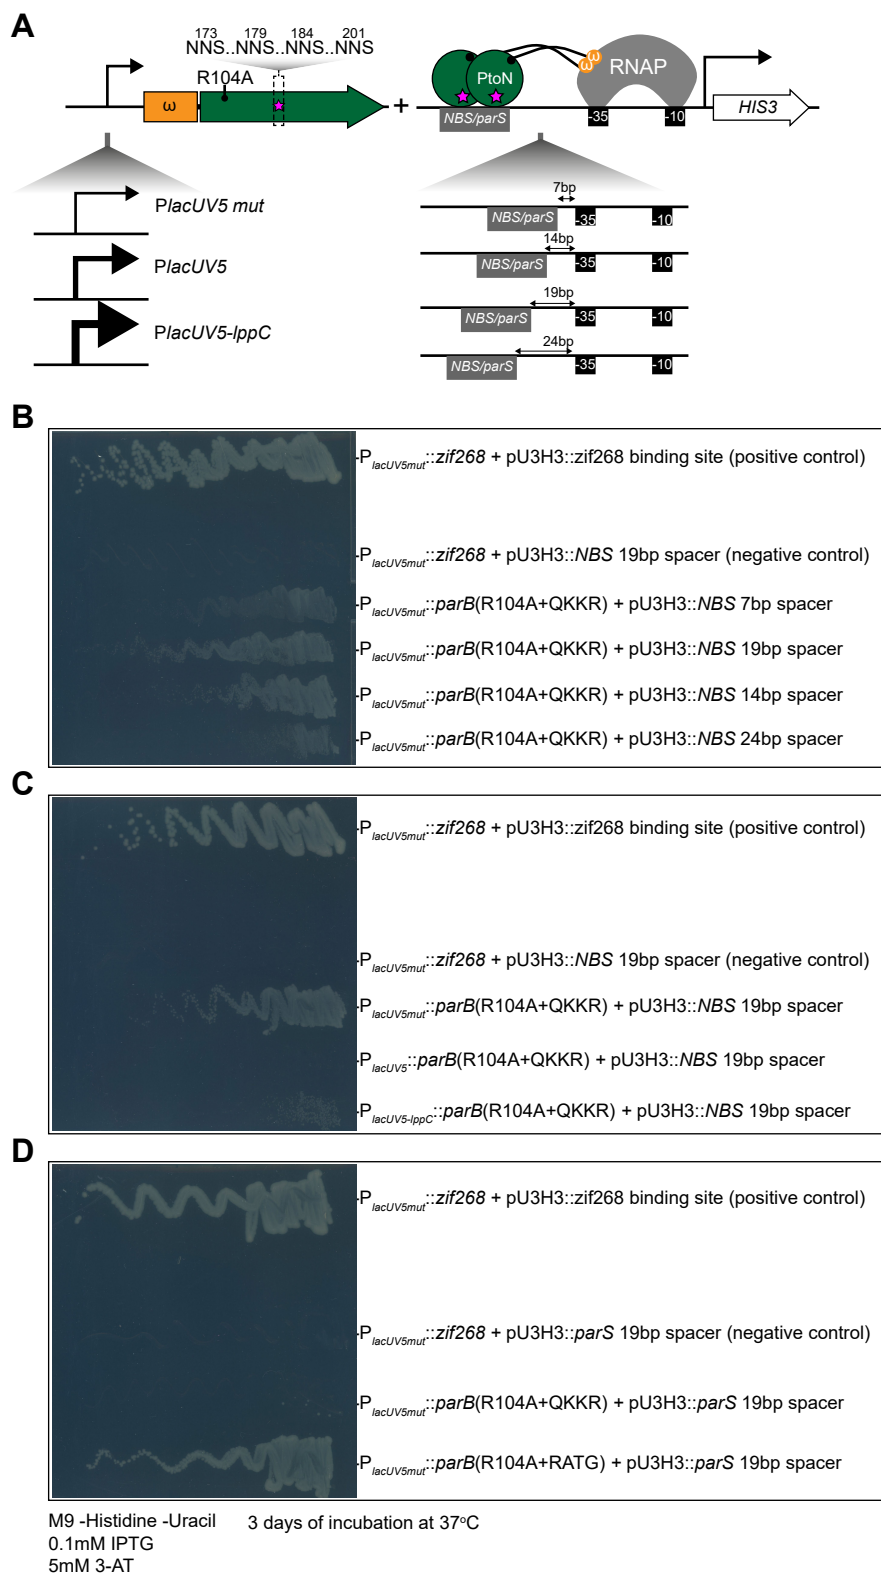 A
173 179 184 201
NNS..NNS..NNS..NNS
R104A
ω
+
PtoN
ω
ω
RNAP
NBS/parS
-35
-10
HIS3
PlacUV5 mut
PlacUV5
PlacUV5-lppC
7bp
NBS/parS
-35
-10
14bp
NBS/parS
-35
-10
19bp
NBS/parS
-35
-10
24bp
NBS/parS
-35
-10
B
-PlacUV5mut::zif268 + pU3H3::zif268 binding site (positive control)
-PlacUV5mut::zif268 + pU3H3::NBS 19bp spacer (negative control)
-PlacUV5mut::parB(R104A+QKKR) + pU3H3::NBS 7bp spacer
-PlacUV5mut::parB(R104A+QKKR) + pU3H3::NBS 19bp spacer
-PlacUV5mut::parB(R104A+QKKR) + pU3H3::NBS 14bp spacer
-PlacUV5mut::parB(R104A+QKKR) + pU3H3::NBS 24bp spacer
C
-PlacUV5mut::zif268 + pU3H3::zif268 binding site (positive control)
-PlacUV5mut::zif268 + pU3H3::NBS 19bp spacer (negative control)
-PlacUV5mut::parB(R104A+QKKR) + pU3H3::NBS 19bp spacer
-PlacUV5::parB(R104A+QKKR) + pU3H3::NBS 19bp spacer
-PlacUV5-lppC::parB(R104A+QKKR) + pU3H3::NBS 19bp spacer
D
-PlacUV5mut::zif268 + pU3H3::zif268 binding site (positive control)
-PlacUV5mut::zif268 + pU3H3::parS 19bp spacer (negative control)
-PlacUV5mut::parB(R104A+QKKR) + pU3H3::parS 19bp spacer
-PlacUV5mut::parB(R104A+RATG) + pU3H3::parS 19bp spacer
M9 -Histidine -Uracil 3 days of incubation at 37°C
0.1mM IPTG
5mM 3-AT